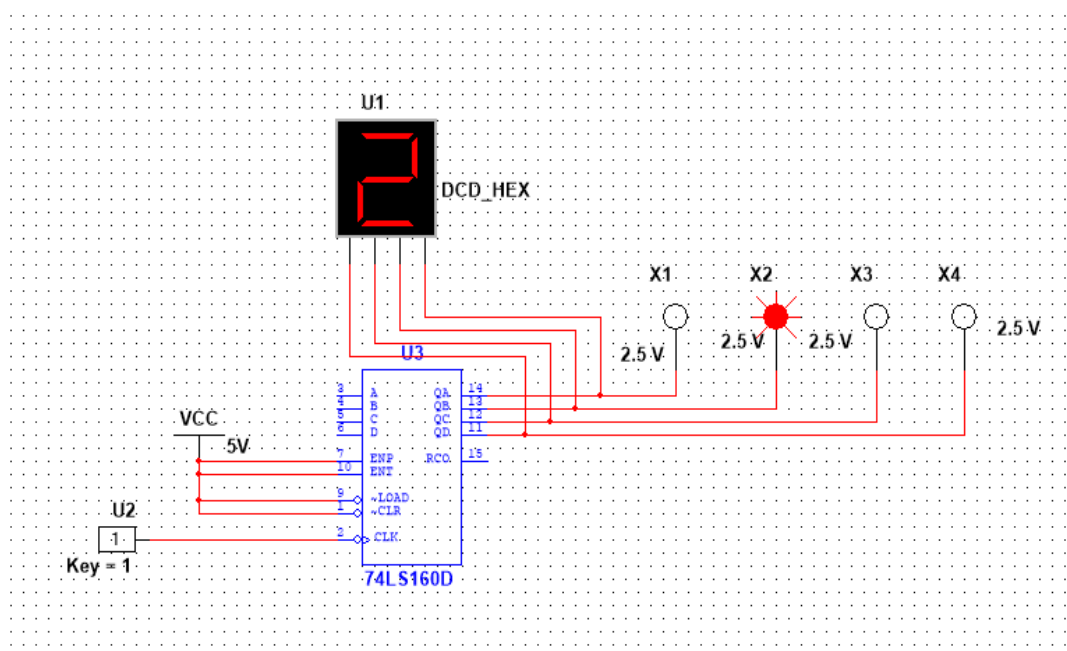 U1
2
DCD_HEX
X1
X2
X3
X4
2.5 V
2.5 V
2.5 V
2.5 V
U3
3 A QA 14
4 B QB 13
5 C QC 12
6 D QD 11
VCC
5V
7 ENP RCO 15
10 ENT
9 ~LOAD
1 ~CLR
U2
1
2 CLK
Key = 1
74LS160D